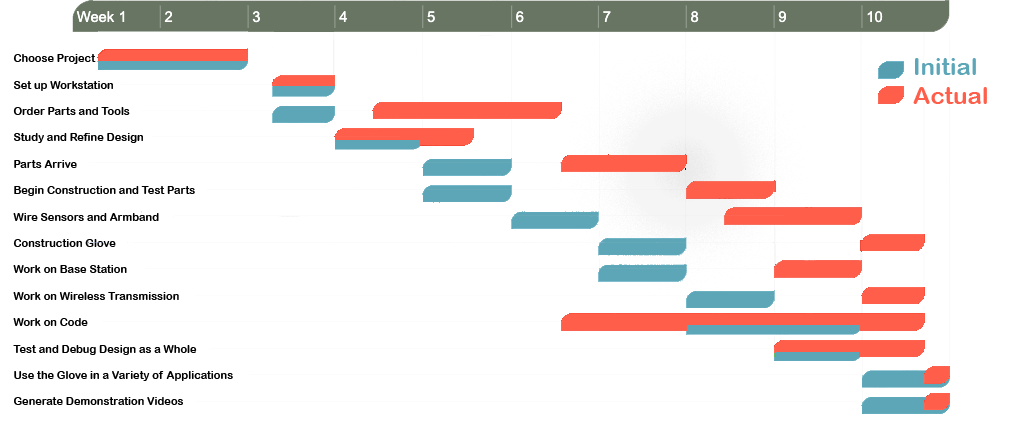 Week 1 2 3 4 5 6 7 8 9 10
Choose Project
Initial
Set up Workstation
Actual
Order Parts and Tools
Study and Refine Design
Parts Arrive
Begin Construction and Test Parts
Wire Sensors and Armband
Construction Glove
Work on Base Station
Work on Wireless Transmission
Work on Code
Test and Debug Design as a Whole
Use the Glove in a Variety of Applications
Generate Demonstration Videos